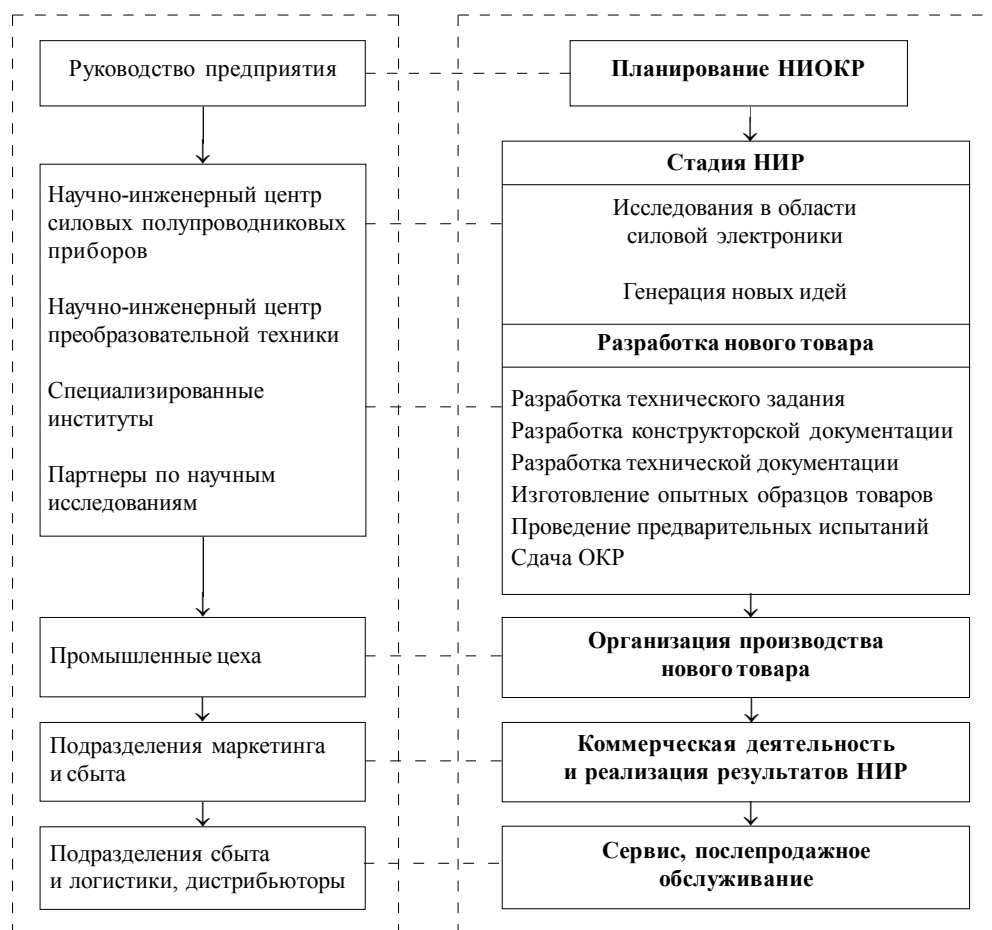 Руководство предприятия
Научно-инженерный центр
силовых полупроводниковых
приборов
Научно-инженерный центр
преобразовательной техники
Специализированные
институты
Партнеры по научным
исследованиям
Промышленные цеха
Подразделения маркетинга
и сбыта
Подразделения сбыта
и логистики, дистрибьюторы
Планирование НИОКР
Стадия НИР
Исследования в области
силовой электроники
Генерация новых идей
Разработка нового товара
Разработка технического задания
Разработка конструкторской документации
Разработка технической документации
Изготовление опытных образцов товаров
Проведение предварительных испытаний
Сдача ОКР
Организация производства
нового товара
Коммерческая деятельность
и реализация результатов НИР
Сервис, послепродажное
обслуживание